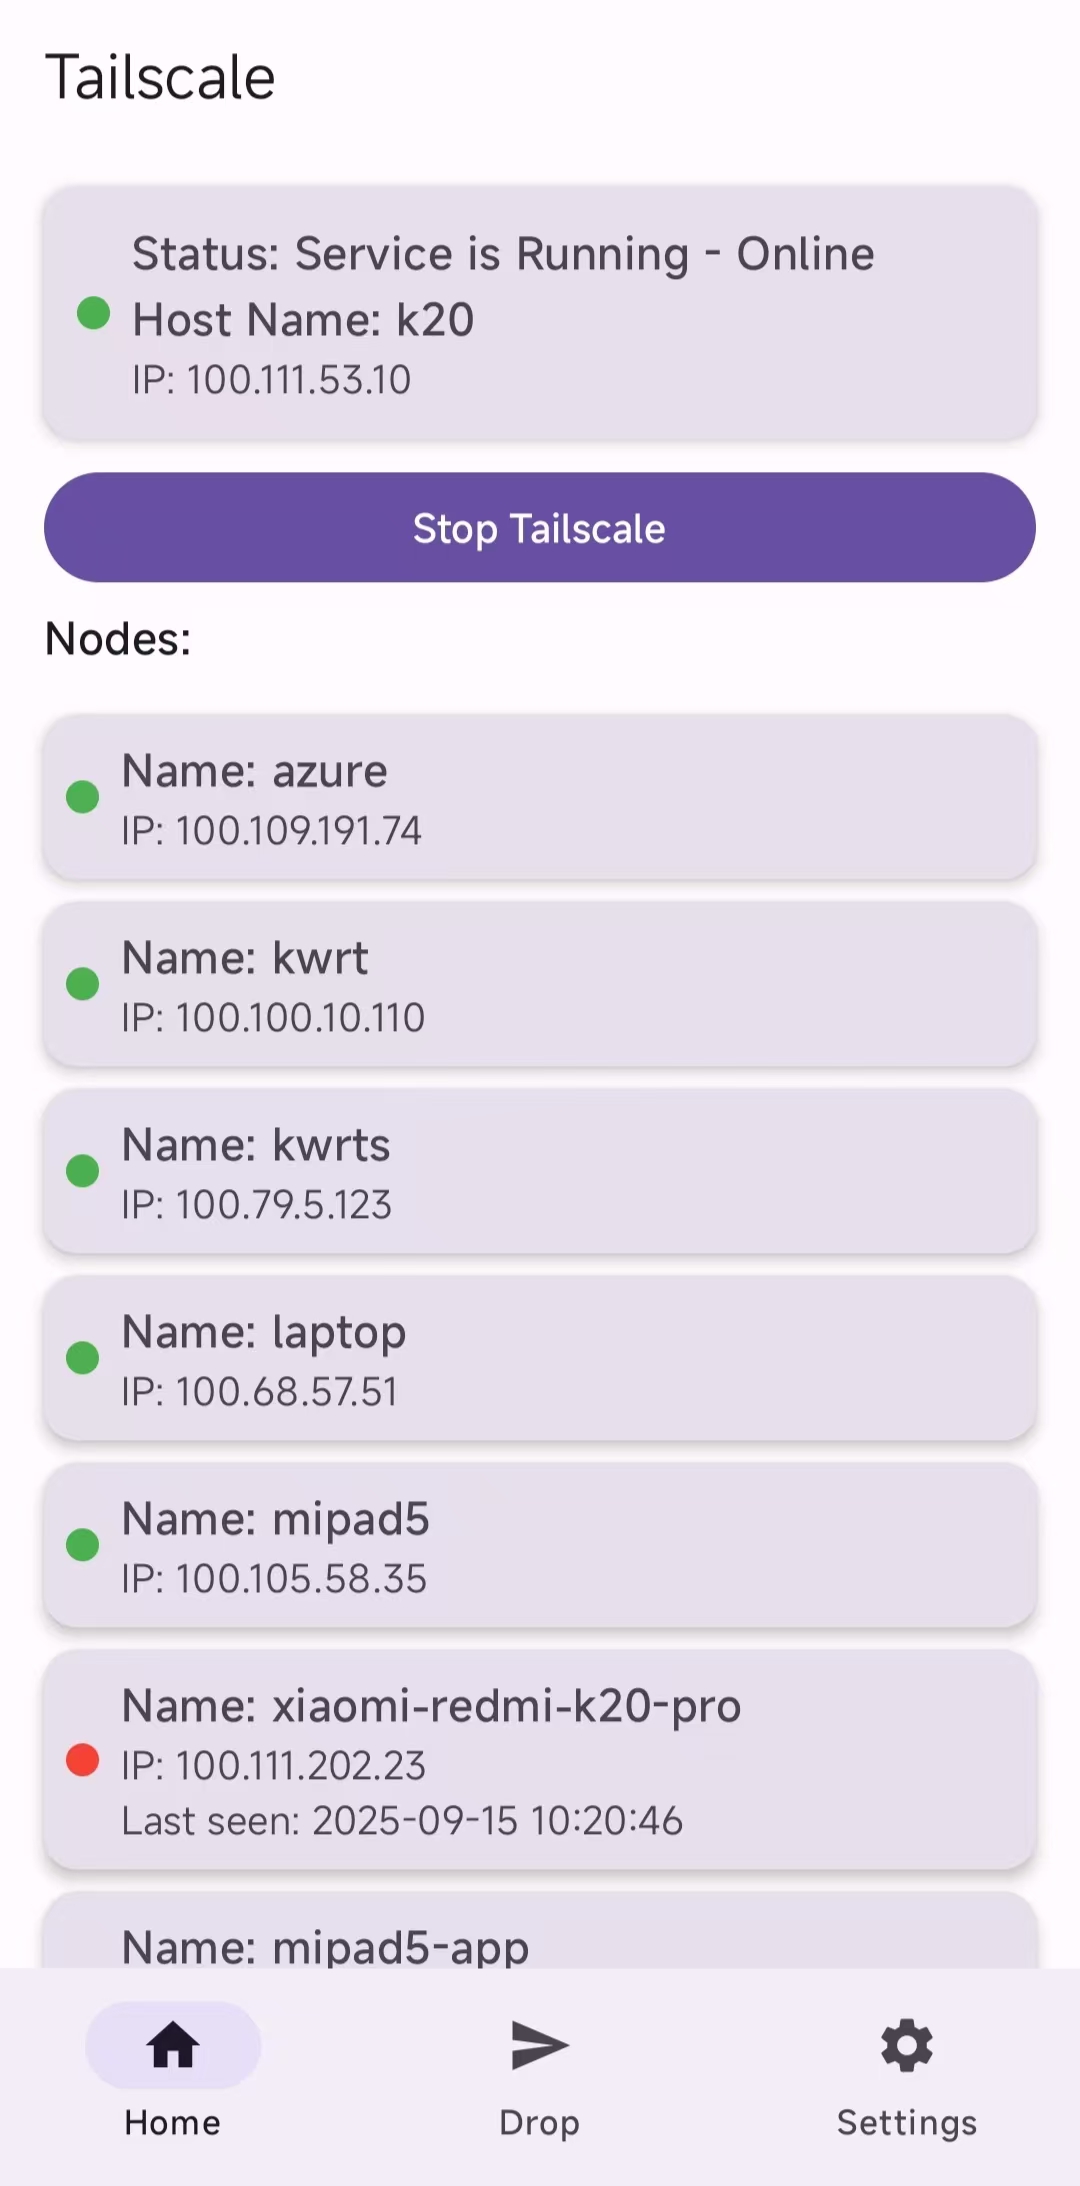 Tailscale
Status: Service is Running - Online
Host Name: k20
IP: 100.111.53.10
Stop Tailscale
Nodes:
Name: azure
IP: 100.109.191.74
Name: kwrt
IP: 100.100.10.110
Name: kwrts
IP: 100.79.5.123
Name: laptop
IP: 100.68.57.51
Name: mipad5
IP: 100.105.58.35
Name: xiaomi-redmi-k20-pro
IP: 100.111.202.23
Last seen: 2025-09-15 10:20:46
Name: mipad5-app
Home
Drop
Settings